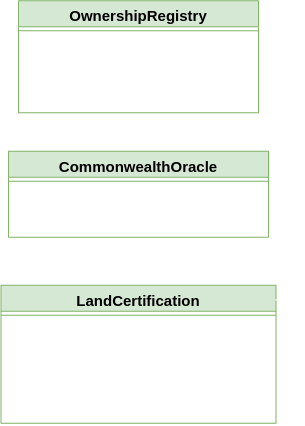 OwnershipRegistry
CommonwealthOracle
LandCertification